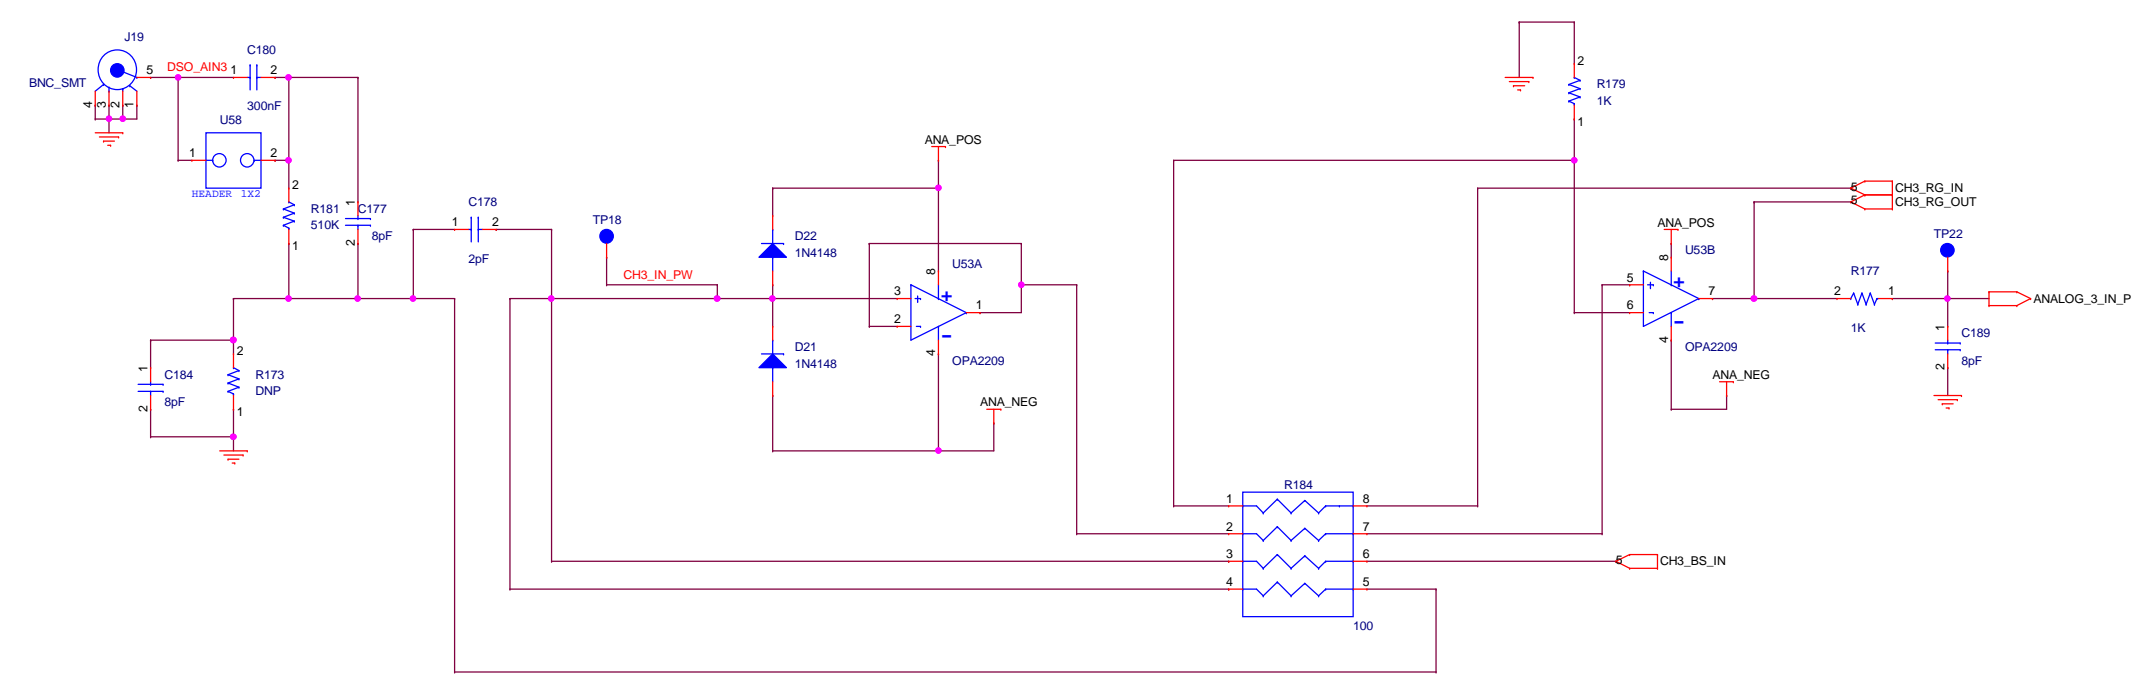 J19
BNC_SMT
5
4
3
2
1
DSO_AIN3
C180
1
2
300nF
U58
1
2
HEADER 1X2
2
R181
510K
1
1
C177
8pF
2
C178
1
2
2pF
1
C184
8pF
2
2
R173
DNP
1
TP18
CH3_IN_PW
D22
1N4148
D21
1N4148
ANA_POS
U53A
8
3
+
+
1
2
-
-
4
OPA2209
ANA_NEG
2
R179
1K
1
5
CH3_RG_IN
5
CH3_RG_OUT
ANA_POS
U53B
8
5
+
+
7
6
-
-
4
OPA2209
ANA_NEG
R177
2
1
1K
TP22
ANALOG_3_IN_P
1
C189
8pF
2
R184
1
8
2
7
3
6
4
5
100
5
CH3_BS_IN